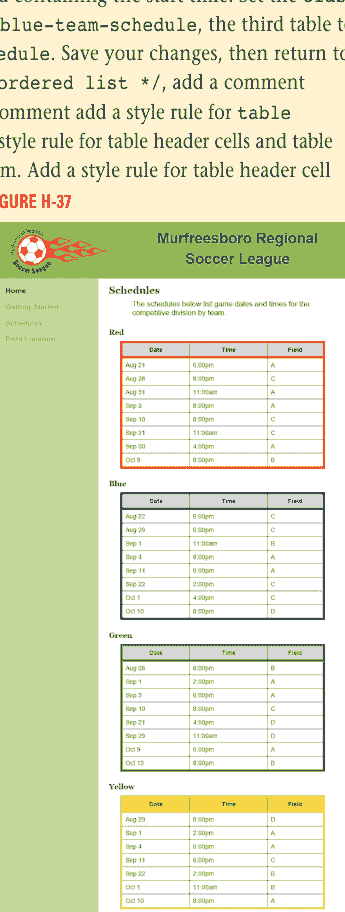 blue-team-schedule, the third table t
edule. Save your changes, then return to
ordered list */, add a comment
omment add a style rule for table
style rule for table header cells and table
m. Add a style rule for table header cell
GURE H-37
Murfreesboro Regional
Soccer League
Home
Getting Started
Schedules
Field Location
Schedules
The schedules below list game dates and times for the
competitive division by team.
Red
Date Time Field
Aug 21 6:00pm A
Aug 28 8:00pm C
Aug 31 11:00am A
Sep 3 8:00pm A
Sep 10 8:00pm C
Sep 21 11:00am C
Sep 30 4:00pm A
Oct 9 8:00pm B
Blue
Date Time Field
Aug 22 6:00pm C
Aug 29 6:00pm C
Sep 1 11:00am B
Sep 4 8:00pm A
Sep 11 6:00pm A
Sep 22 2:00pm C
Oct 1 4:00pm C
Oct 10 8:00pm D
Green
Date Time Field
Aug 28 8:00pm B
Sep 1 2:00pm A
Sep 3 6:00pm A
Sep 10 8:00pm C
Sep 21 4:00pm D
Sep 29 11:00am D
Oct 9 6:00pm A
Oct 13 8:00pm B
Yellow
Date Time Field
Aug 29 8:00pm D
Sep 1 2:00pm A
Sep 4 6:00pm A
Sep 11 6:00pm C
Sep 22 2:00pm B
Oct 1 11:00am B
Oct 10 8:00pm A